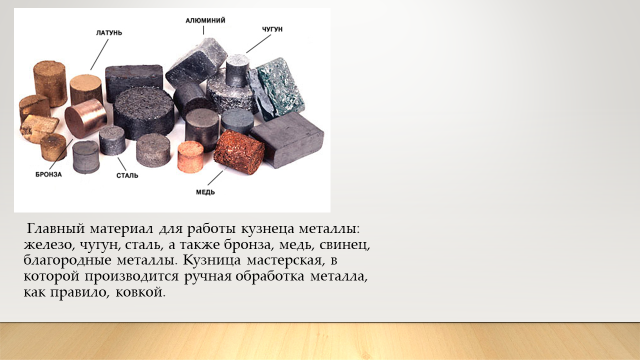 АЛЮМИНИЙ
ЛАТУНЬ
ЧУГУН
БРОНЗА
СТАЛЬ
МЕДЬ
Главный материал для работы кузнеца металлы:
железо, чугун, сталь, а также бронза, медь, свинец,
благородные металлы. Кузница мастерская, в
которой производится ручная обработка металла,
как правило, ковкой.